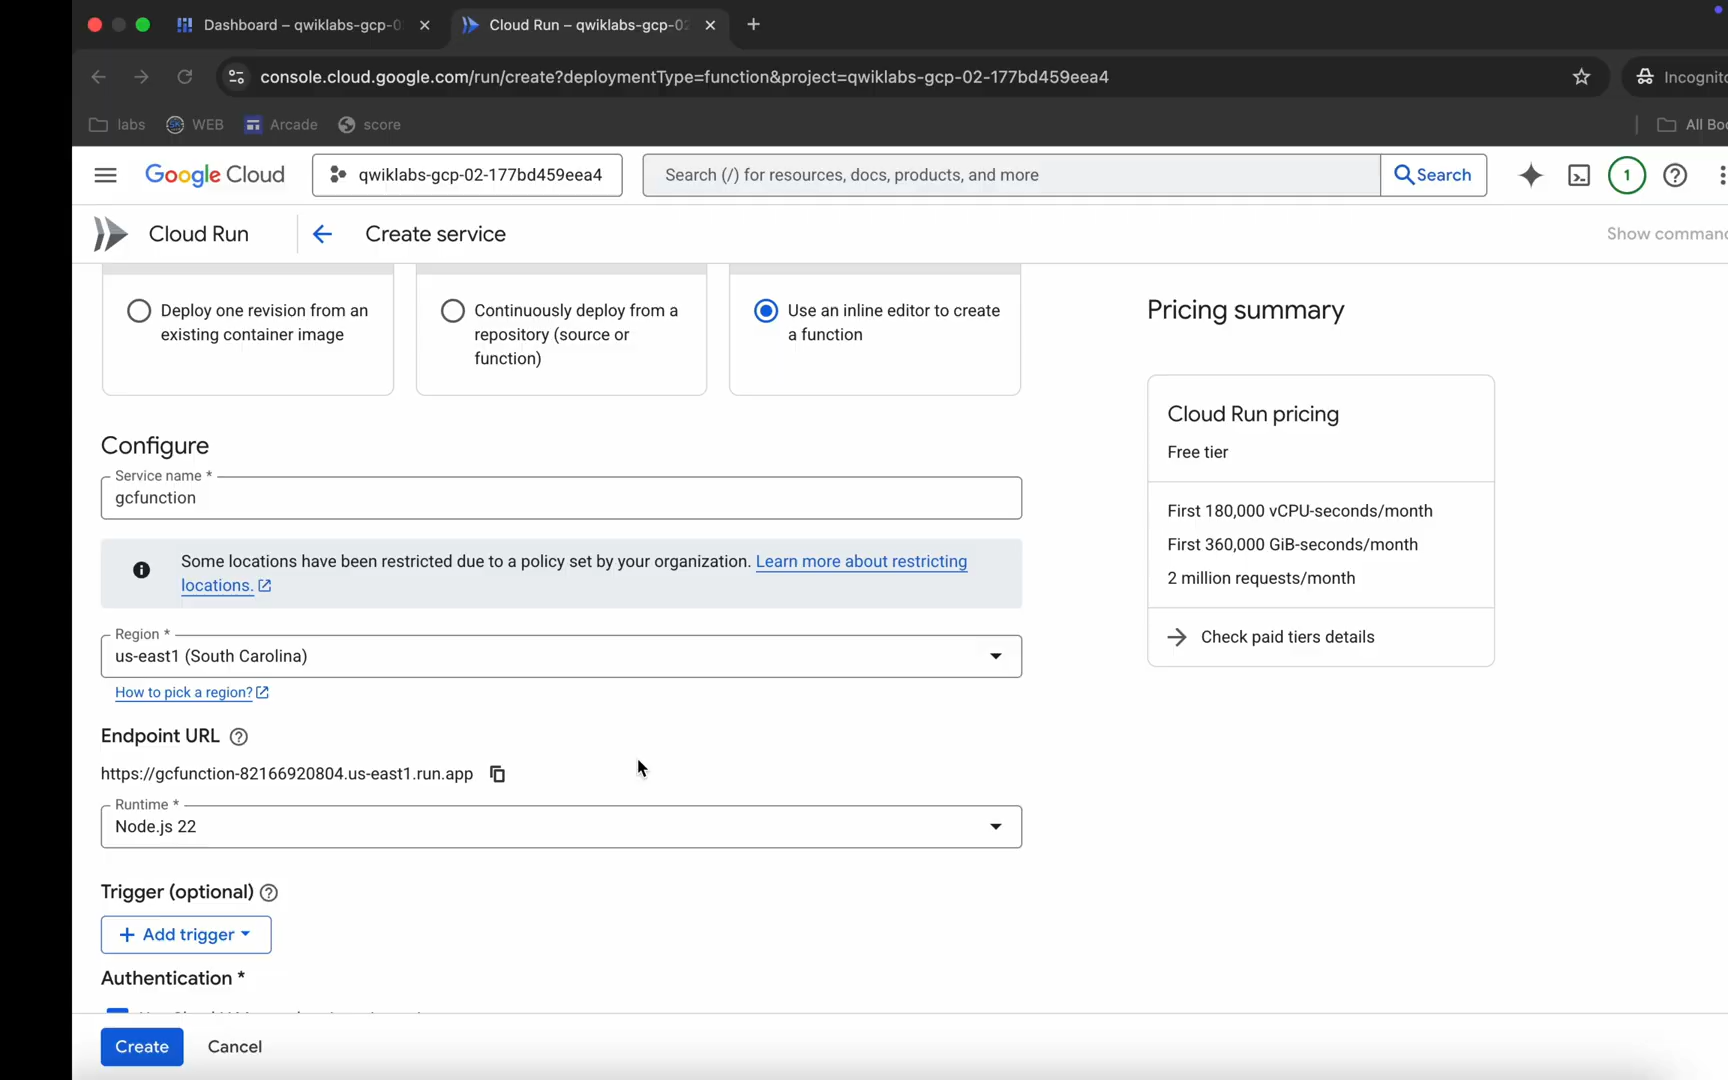 Dashboard – qwiklabs-gcp-0
Cloud Run – qwiklabs-gcp-02
console.cloud.google.com/run/create?deploymentType=function&project=qwiklabs-gcp-02-177bd459eea4
Incognito
labs
WEB
Arcade
score
All Boo
Google Cloud
qwiklabs-gcp-02-177bd459eea4
Search (/) for resources, docs, products, and more
Search
1
Cloud Run
Create service
Show command
Deploy one revision from an
existing container image
Continuously deploy from a
repository (source or
function)
Use an inline editor to create
a function
Configure
Service name *
gcfunction
Some locations have been restricted due to a policy set by your organization. Learn more about restricting
locations.
Region *
us-east1 (South Carolina)
How to pick a region?
Endpoint URL
https://gcfunction-82166920804.us-east1.run.app
Runtime *
Node.js 22
Trigger (optional)
Add trigger
Authentication *
Create
Cancel
Pricing summary
Cloud Run pricing
Free tier
First 180,000 vCPU-seconds/month
First 360,000 GiB-seconds/month
2 million requests/month
Check paid tiers details